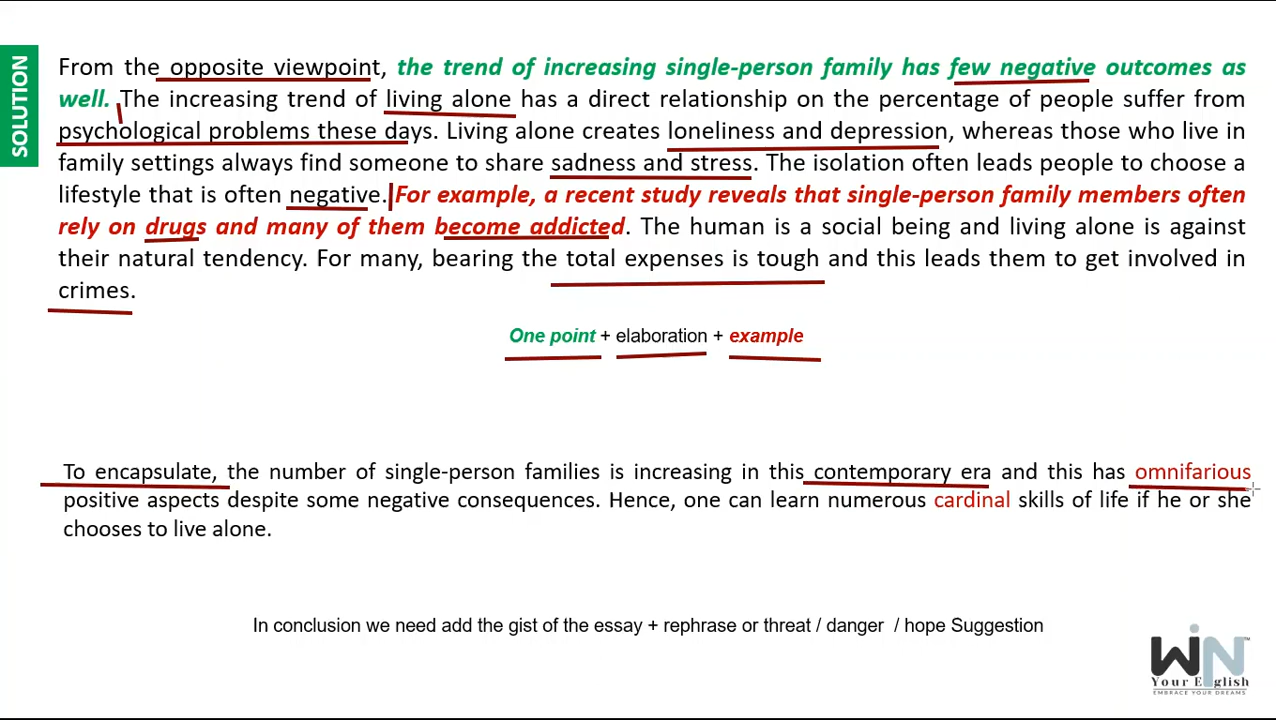 SOLUTION
From the opposite viewpoint, the trend of increasing single-person family has few negative outcomes as
well. The increasing trend of living alone has a direct relationship on the percentage of people suffer from
psychological problems these days. Living alone creates loneliness and depression, whereas those who live in
family settings always find someone to share sadness and stress. The isolation often leads people to choose a
lifestyle that is often negative. For example, a recent study reveals that single-person family members often
rely on drugs and many of them become addicted. The human is a social being and living alone is against
their natural tendency. For many, bearing the total expenses is tough and this leads them to get involved in
crimes.
One point + elaboration + example
To encapsulate, the number of single-person families is increasing in this contemporary era and this has omnifarious
positive aspects despite some negative consequences. Hence, one can learn numerous cardinal skills of life if he or she
chooses to live alone.
In conclusion we need add the gist of the essay + rephrase or threat / danger / hope Suggestion
WiN
Your English
EMBRACE YOUR DREAMS